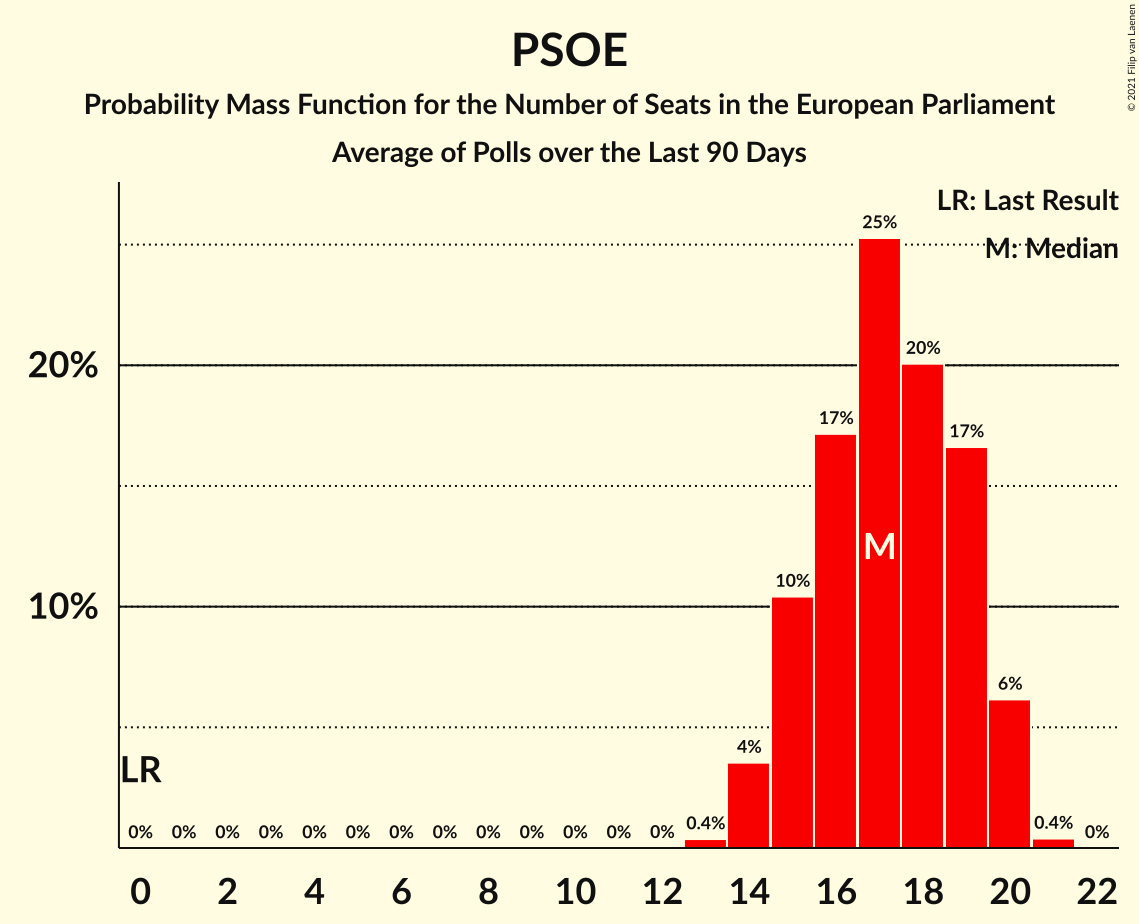 PSOE
Probability Mass Function for the Number of Seats in the European Parliament
Average of Polls over the Last 90 Days
© 2021 Filip van Laenen
LR: Last Result
M: Median
25%
20%
20%
17%
17%
M
10%
10%
6%
4%
LR
0% 0% 0% 0% 0% 0% 0% 0% 0% 0% 0% 0% 0% 0.4% 0.4% 0%
0 2 4 6 8 10 12 14 16 18 20 22